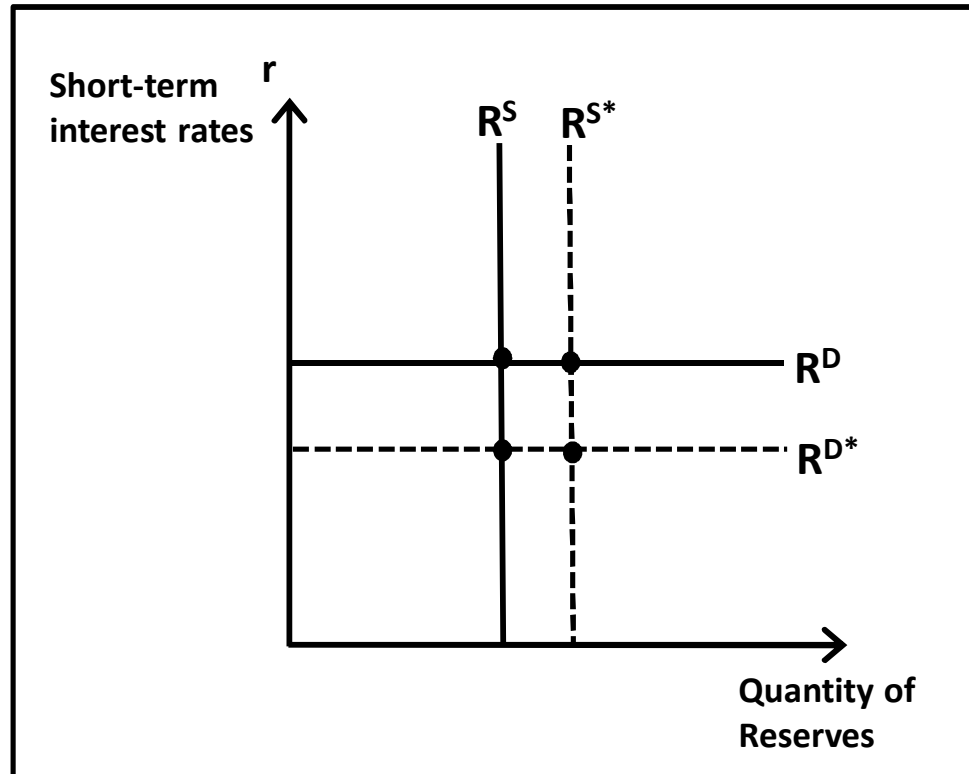 r
Short-term
interest rates
R^S
R^S*
R^D
R^D*
Quantity of
Reserves